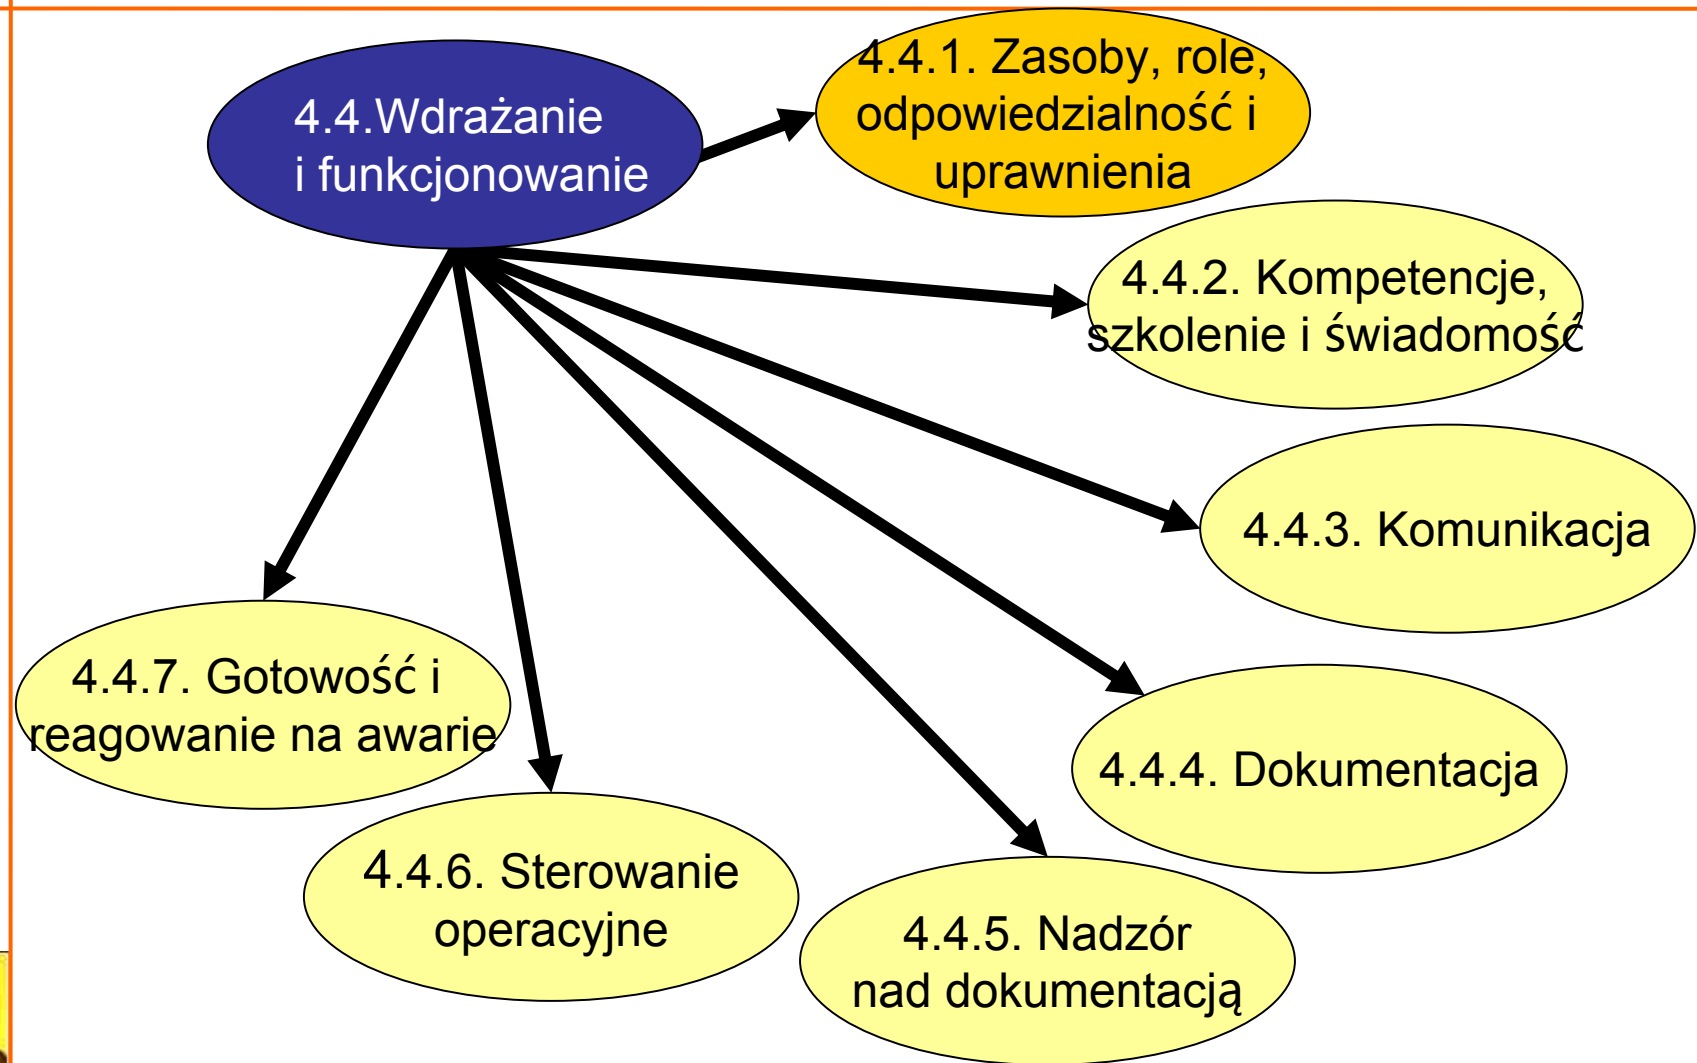 4.4.Wdrażanie
i funkcjonowanie
4.4.1. Zasoby, role,
odpowiedzialność i
uprawnienia
4.4.2. Kompetencje,
szkolenie i świadomość
4.4.3. Komunikacja
4.4.4. Dokumentacja
4.4.5. Nadzór
nad dokumentacją
4.4.6. Sterowanie
operacyjne
4.4.7. Gotowość i
reagowanie na awarie